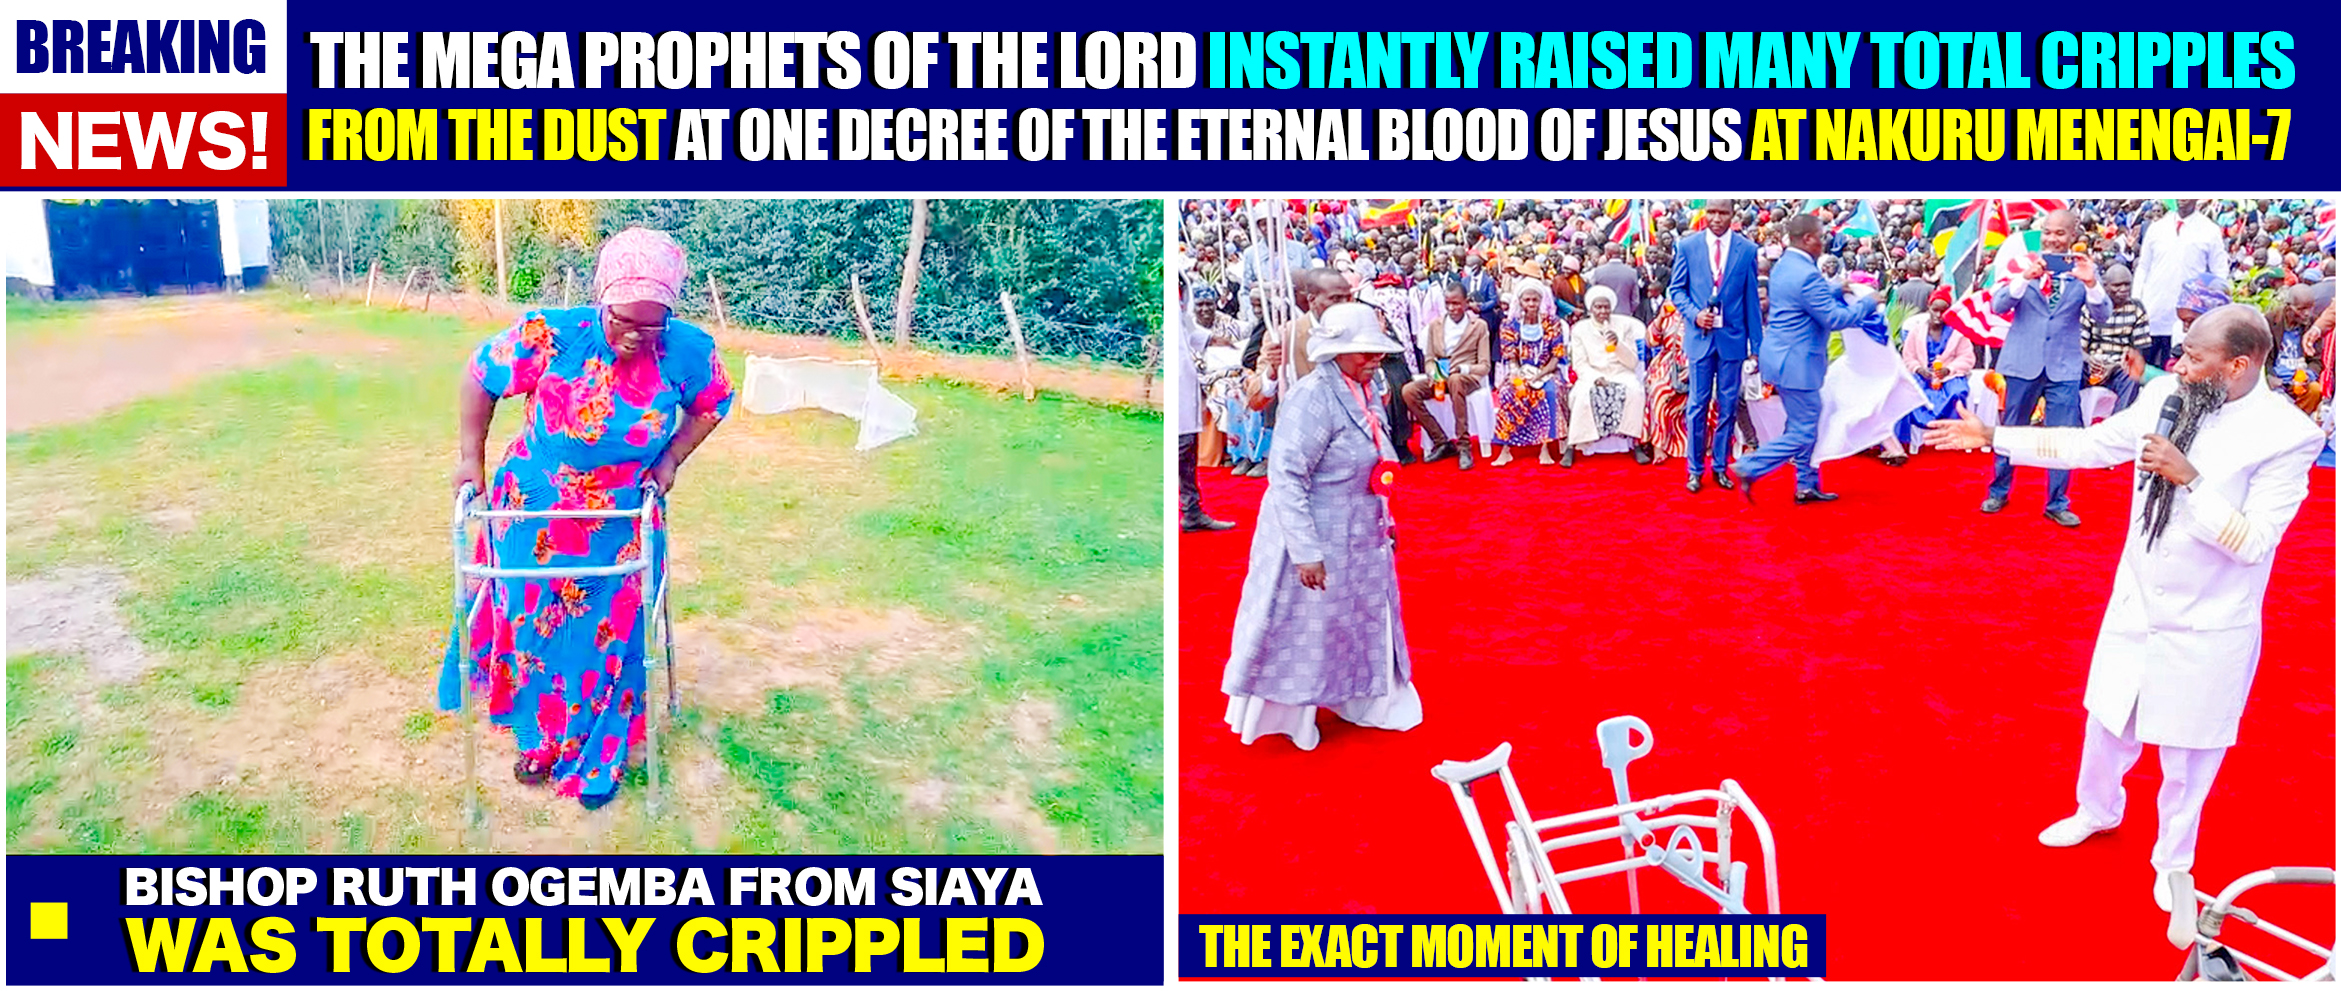 BREAKING
NEWS!
THE MEGA PROPHETS OF THE LORD INSTANTLY RAISED MANY TOTAL CRIPPLES
FROM THE DUST AT ONE DECREE OF THE ETERNAL BLOOD OF JESUS AT NAKURU MENENGAI-7
BISHOP RUTH OGEMBA FROM SIAYA
WAS TOTALLY CRIPPLED
THE EXACT MOMENT OF HEALING